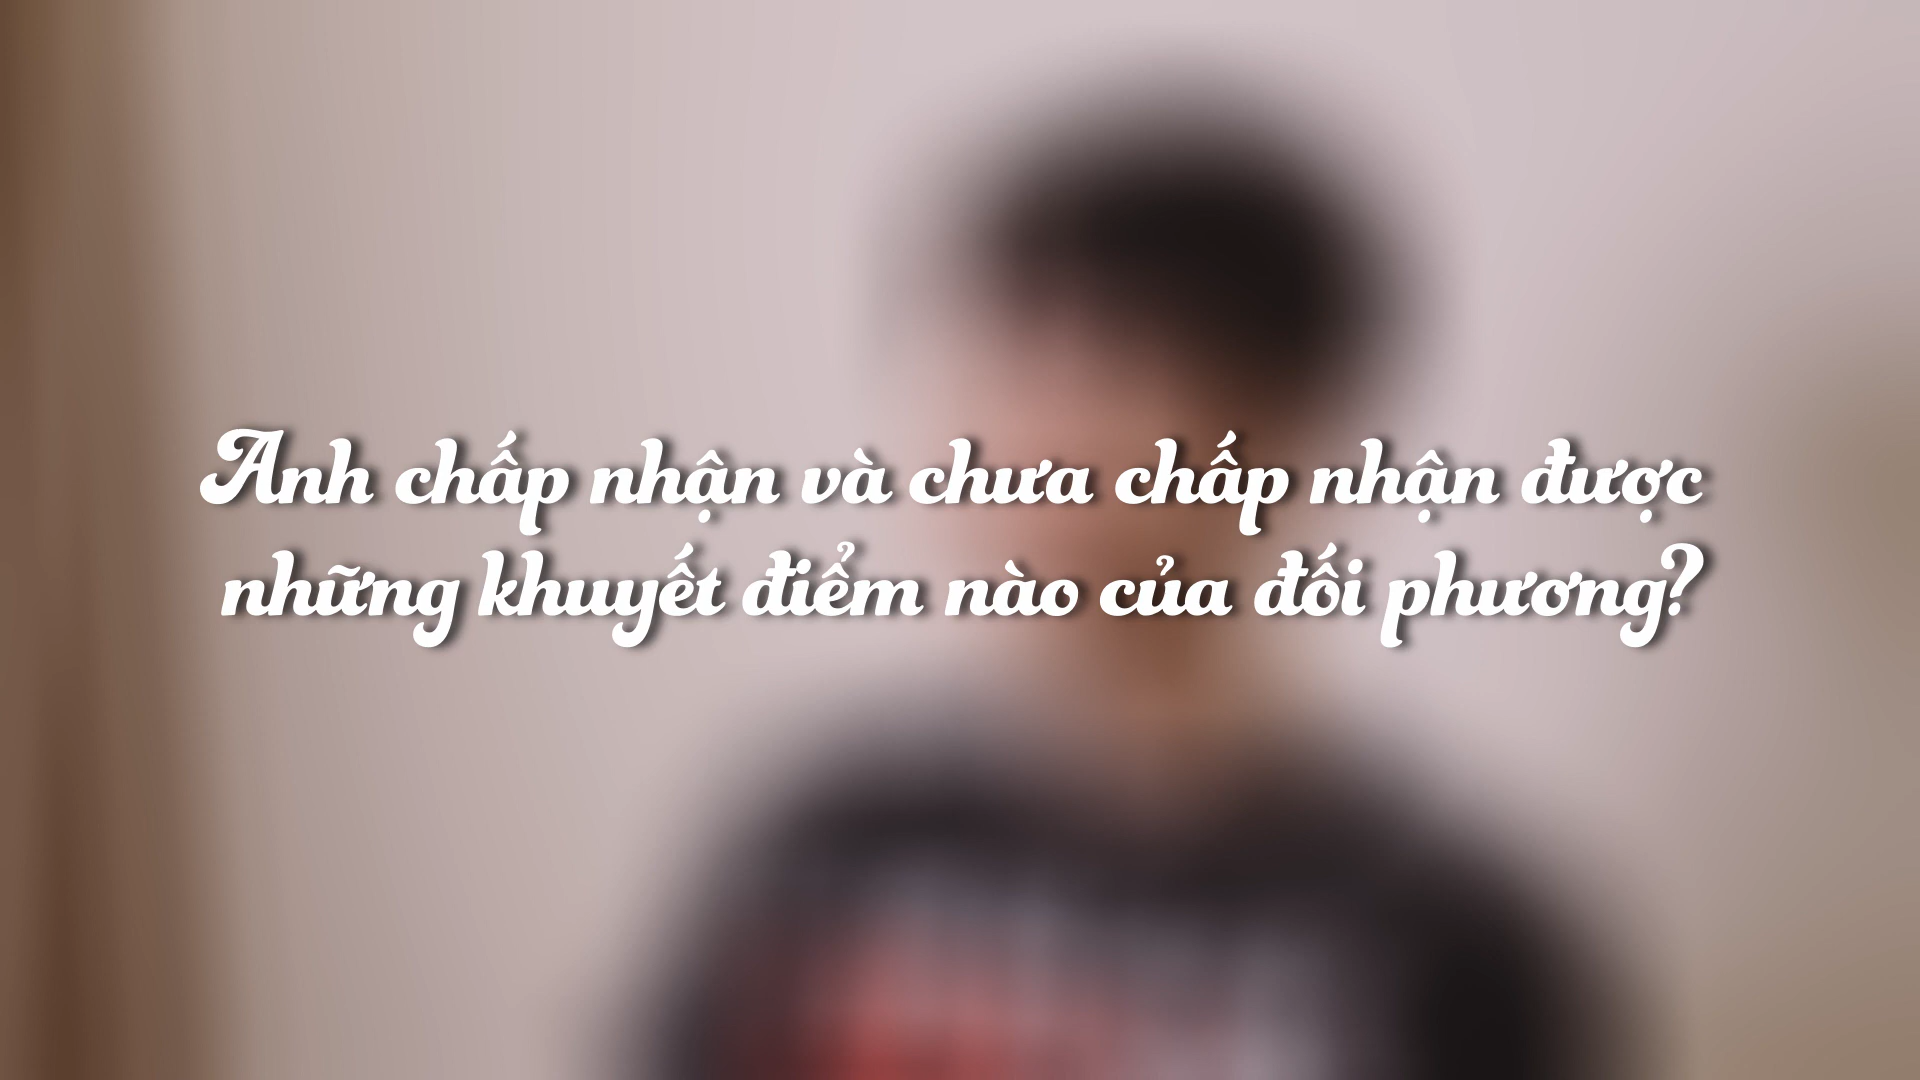 Anh chấp nhận và chưa chấp nhận được
những khuyết điểm nào của đối phương?